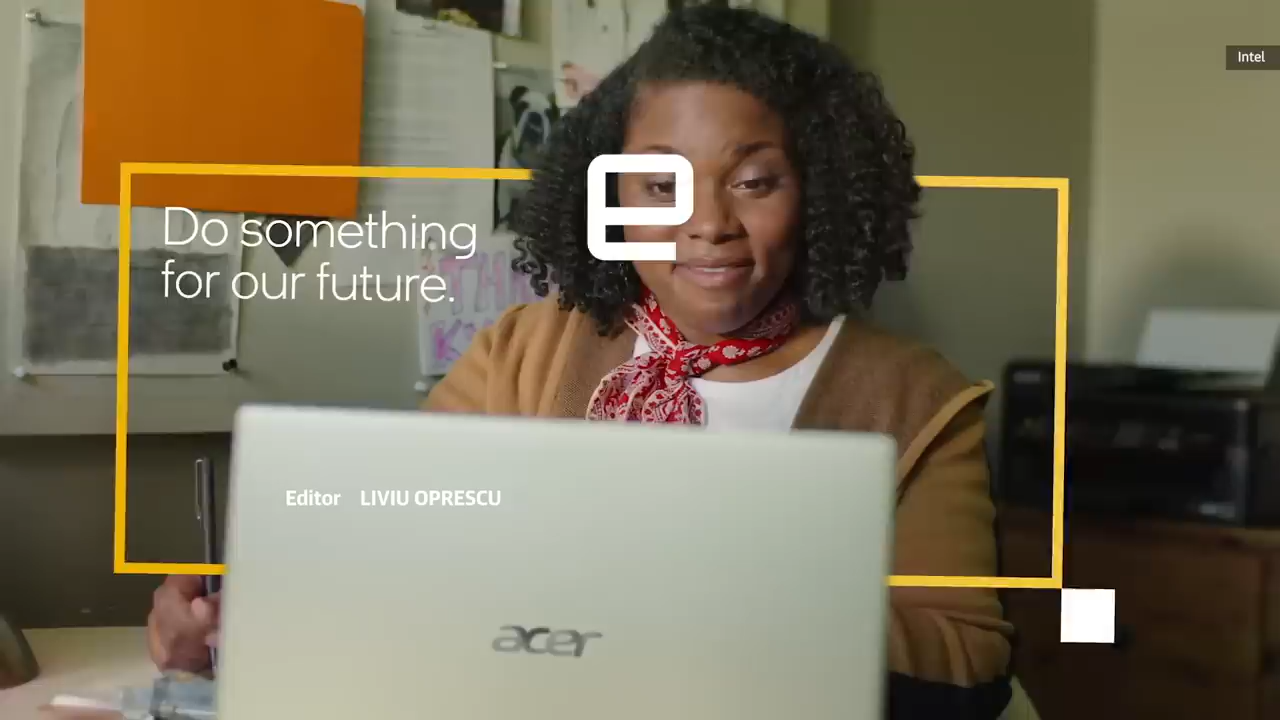 Intel
e
Do something
for our future.
Editor LIVIU OPRESCU
acer